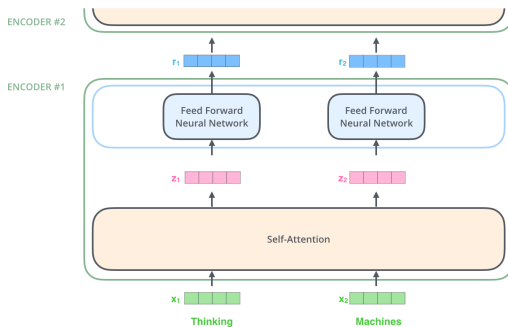 ENCODER #2
r₁
r₂
ENCODER #1
Feed Forward
Neural Network
Feed Forward
Neural Network
z₁
z₂
Self-Attention
x₁
x₂
Thinking
Machines